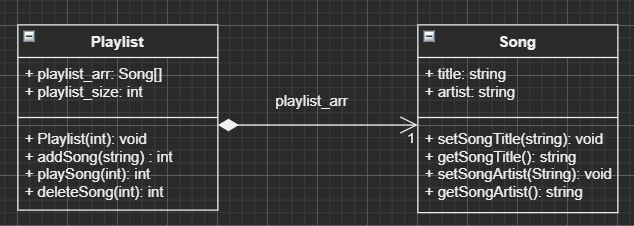 Playlist
+ playlist_arr: Song[]
+ playlist_size: int
+ Playlist(int): void
+ addSong(string) : int
+ playSong(int): int
+ deleteSong(int): int
playlist_arr
1
Song
+ title: string
+ artist: string
+ setSongTitle(string): void
+ getSongTitle(): string
+ setSongArtist(String): void
+ getSongArtist(): string